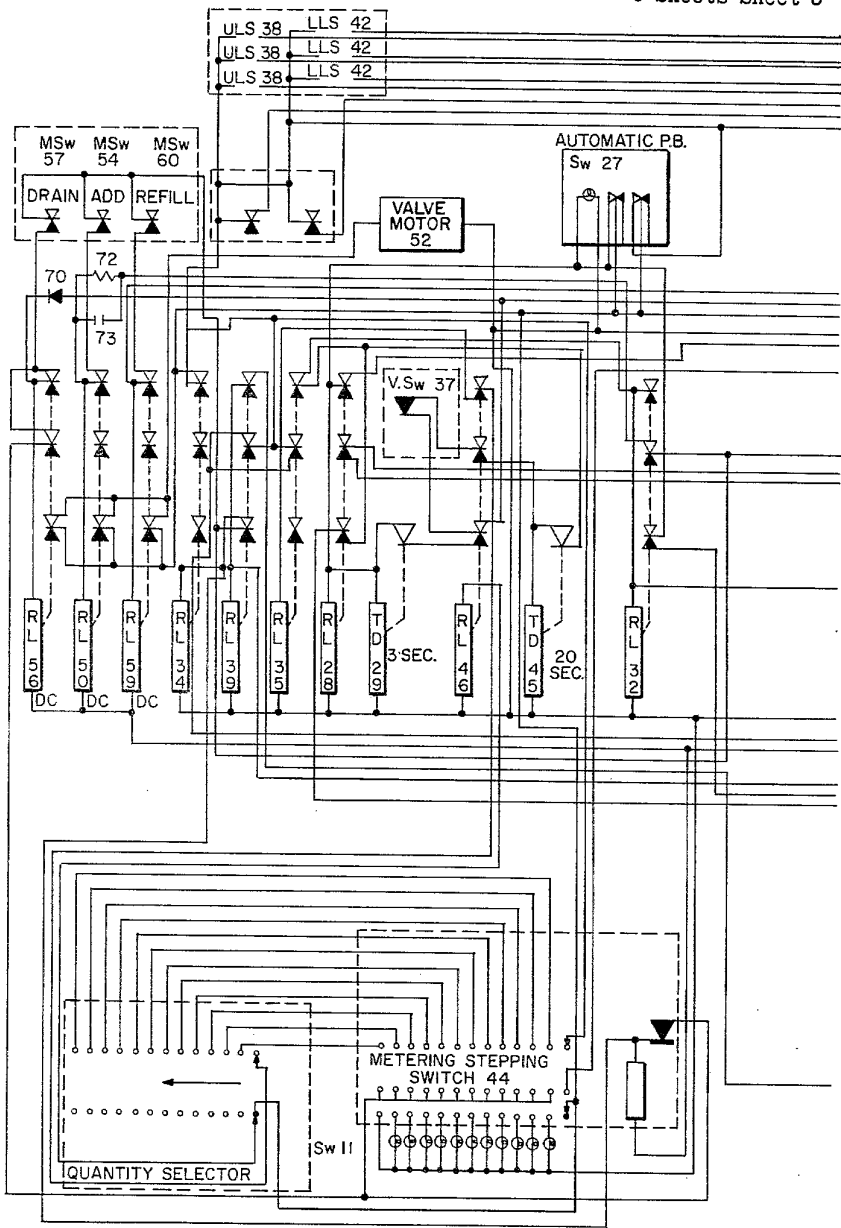 ULS 38 LLS 42
ULS 38 LLS 42
ULS 38 LLS 42
MSw 57
MSw 54
MSw 60
DRAIN ADD REFILL
VALVE MOTOR 52
AUTOMATIC P.B.
Sw 27
72
70
73
V. Sw 37
RL 56
DC
RL 50
DC
RL 59
DC
RL 34
RL 39
RL 35
RL 28
TD 29
3 SEC.
RL 46
TD 45
20 SEC.
RL 32
METERING STEPPING
SWITCH 44
Sw 11
QUANTITY SELECTOR